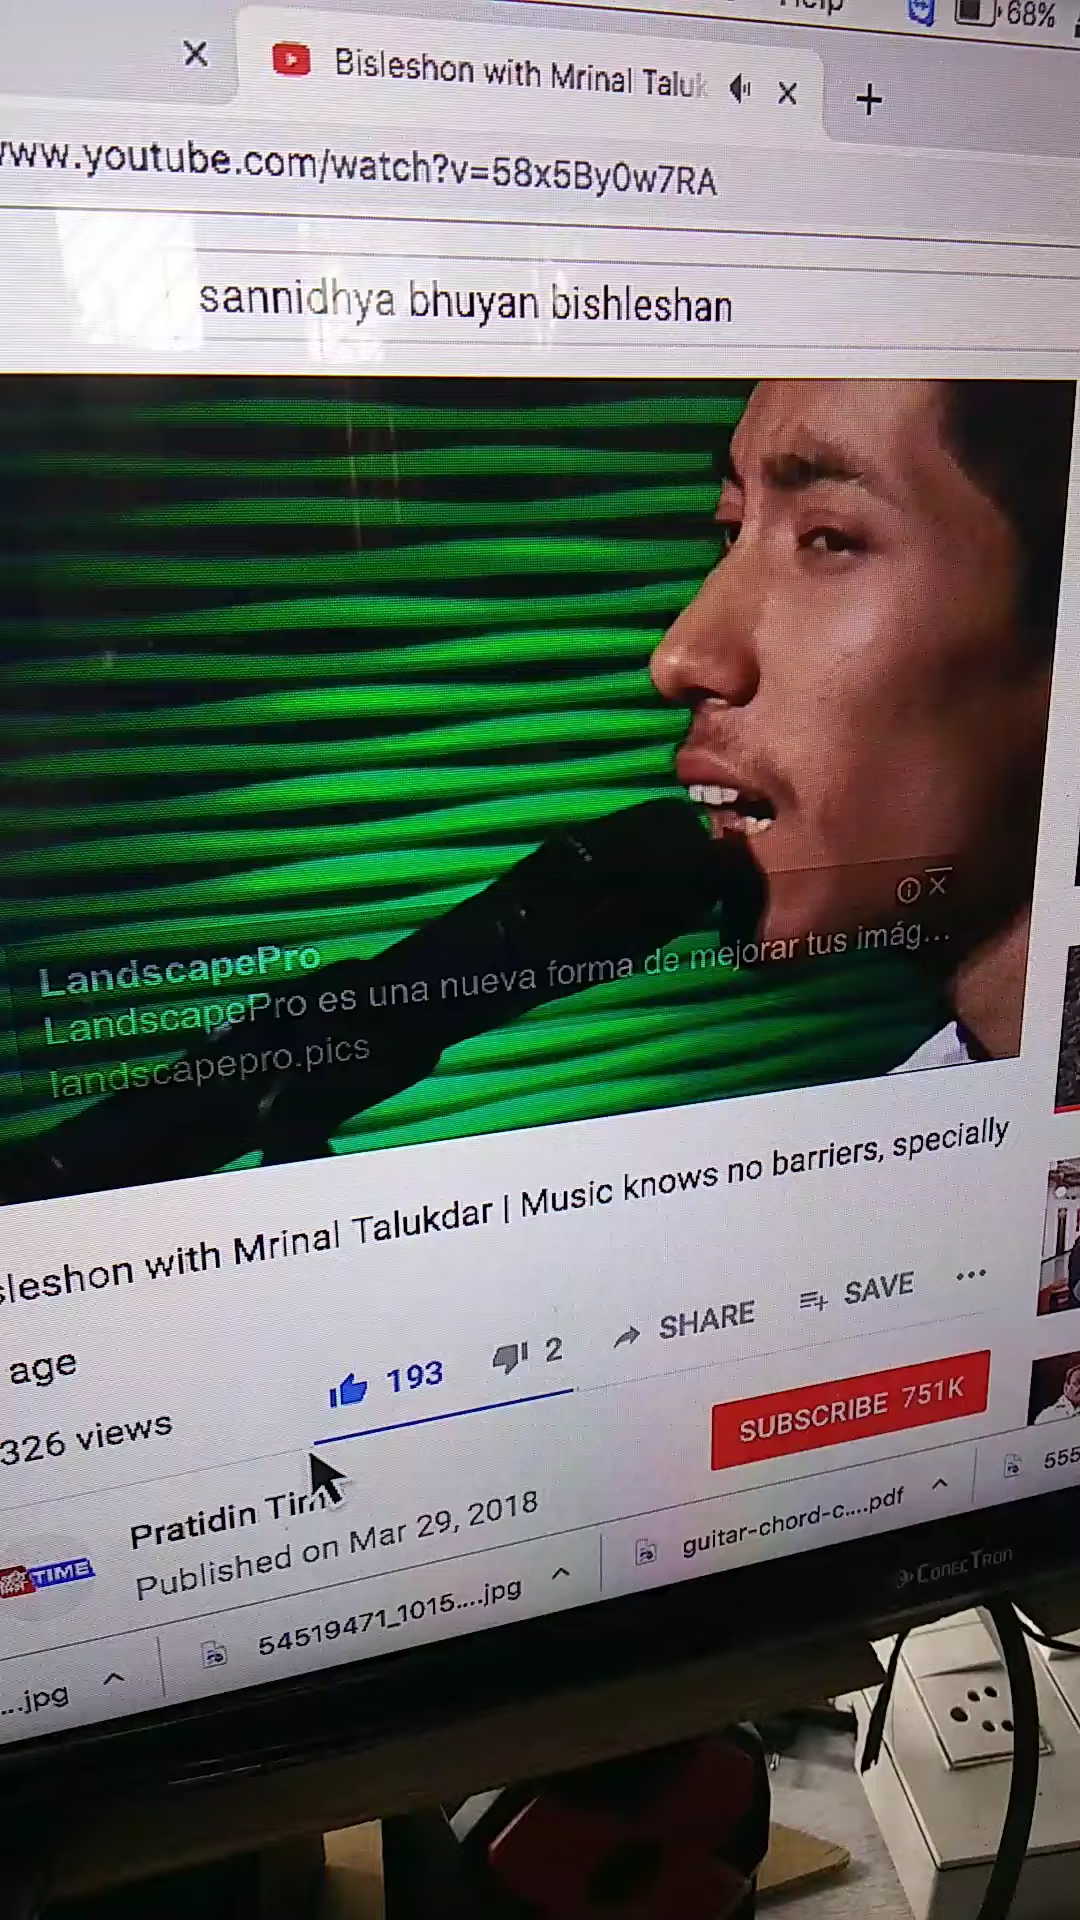 Help
68%
Bisleshon with Mrinal Taluk
www.youtube.com/watch?v=58x5By0w7RA
sannidhya bhuyan bishleshan
LandscapePro
LandscapePro es una nueva forma de mejorar tus imág...
landscapepro.pics
sleshon with Mrinal Talukdar | Music knows no barriers, specially
age
326 views
193
2
SHARE
SAVE
SUBSCRIBE 751K
Pratidin Tim
Published on Mar 29, 2018
TIME
...jpg
54519471_1015....jpg
guitar-chord-c....pdf
555
ConecTron